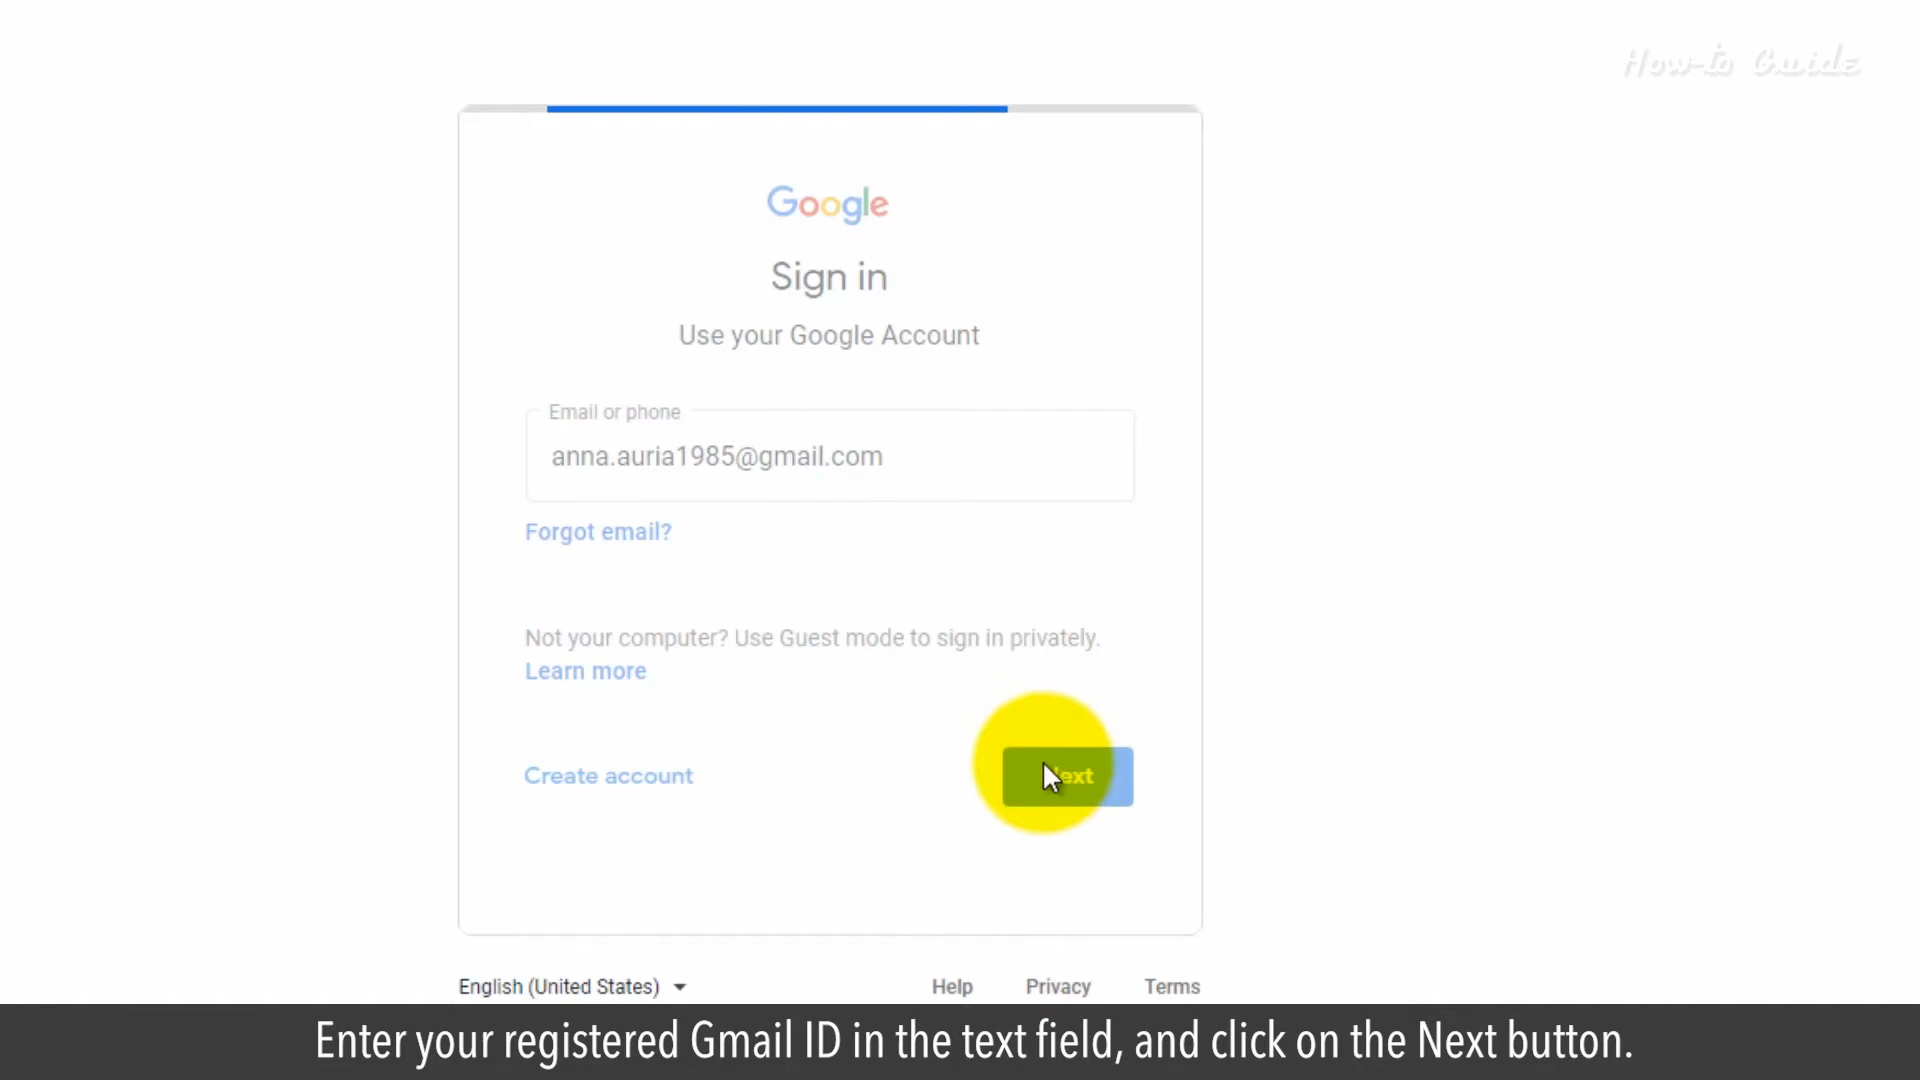 How-to Guide
Google
Sign in
Use your Google Account
Email or phone
anna.auria1985@gmail.com
Forgot email?
Not your computer? Use Guest mode to sign in privately.
Learn more
Create account
Next
English (United States)
Help
Privacy
Terms
Enter your registered Gmail ID in the text field, and click on the Next button.